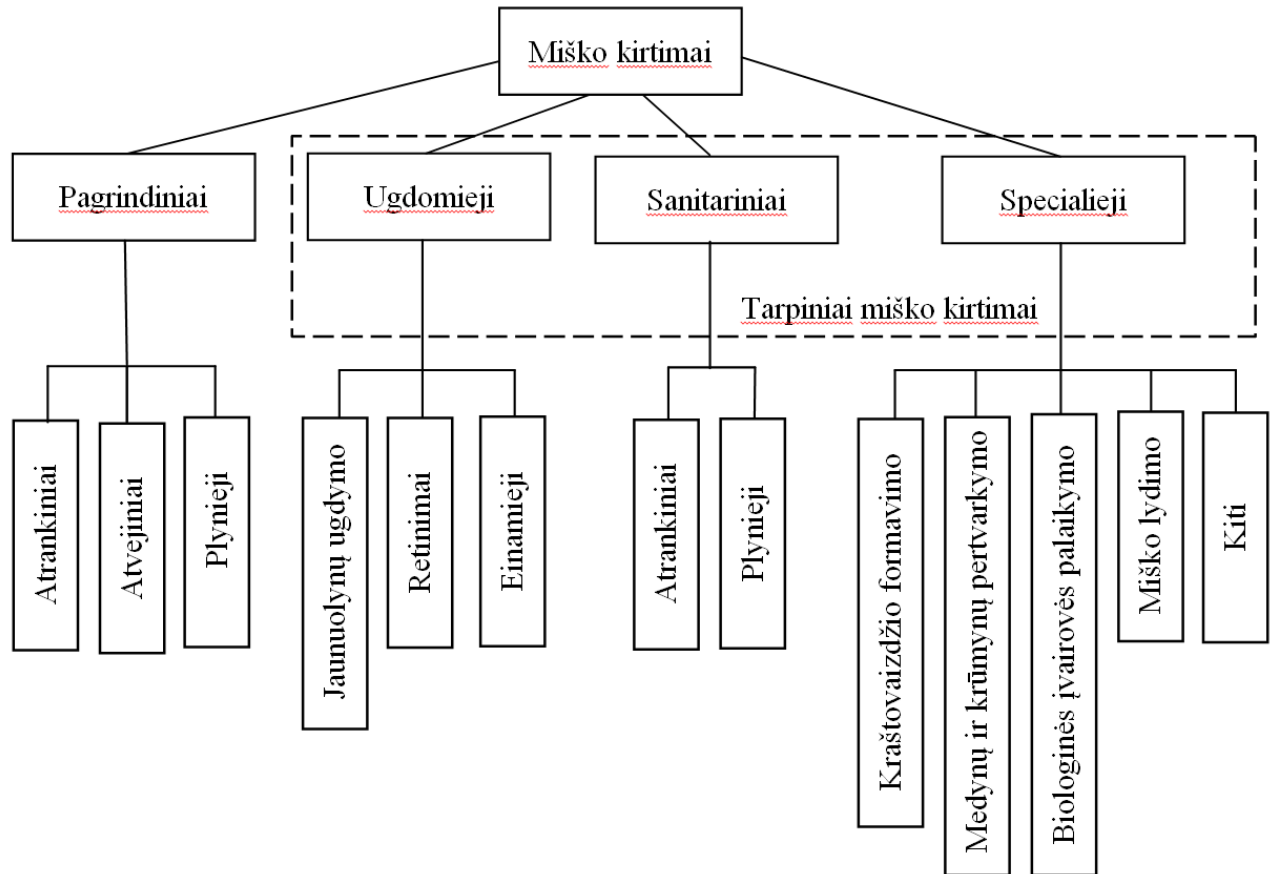 Miško kirtimai
Pagrindiniai
Ugdomieji
Sanitariniai
Specialieji
Tarpiniai miško kirtimai
Atrankiniai
Atvejiniai
Plynieji
Jaunuolynų ugdymo
Retinimai
Einamieji
Atrankiniai
Plynieji
Kraštovaizdžio formavimo
Medynų ir krūmynų pertvarkymo
Biologinės įvairovės palaikymo
Miško lydimo
Kiti